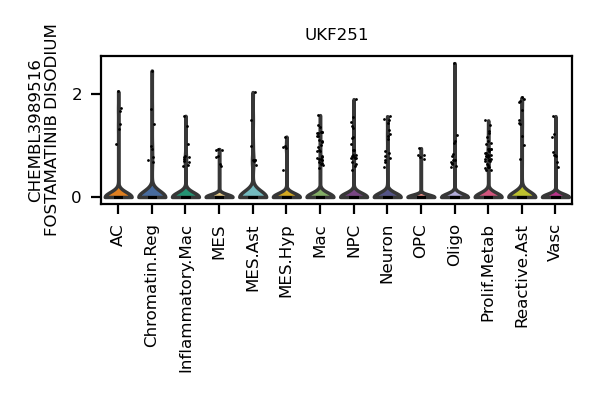 UKF251
CHEMBL3989516
FOSTAMATINIB DISODIUM
2
0
AC
Chromatin.Reg
Inflammatory.Mac
MES
MES.Ast
MES.Hyp
Mac
NPC
Neuron
OPC
Oligo
Prolif.Metab
Reactive.Ast
Vasc